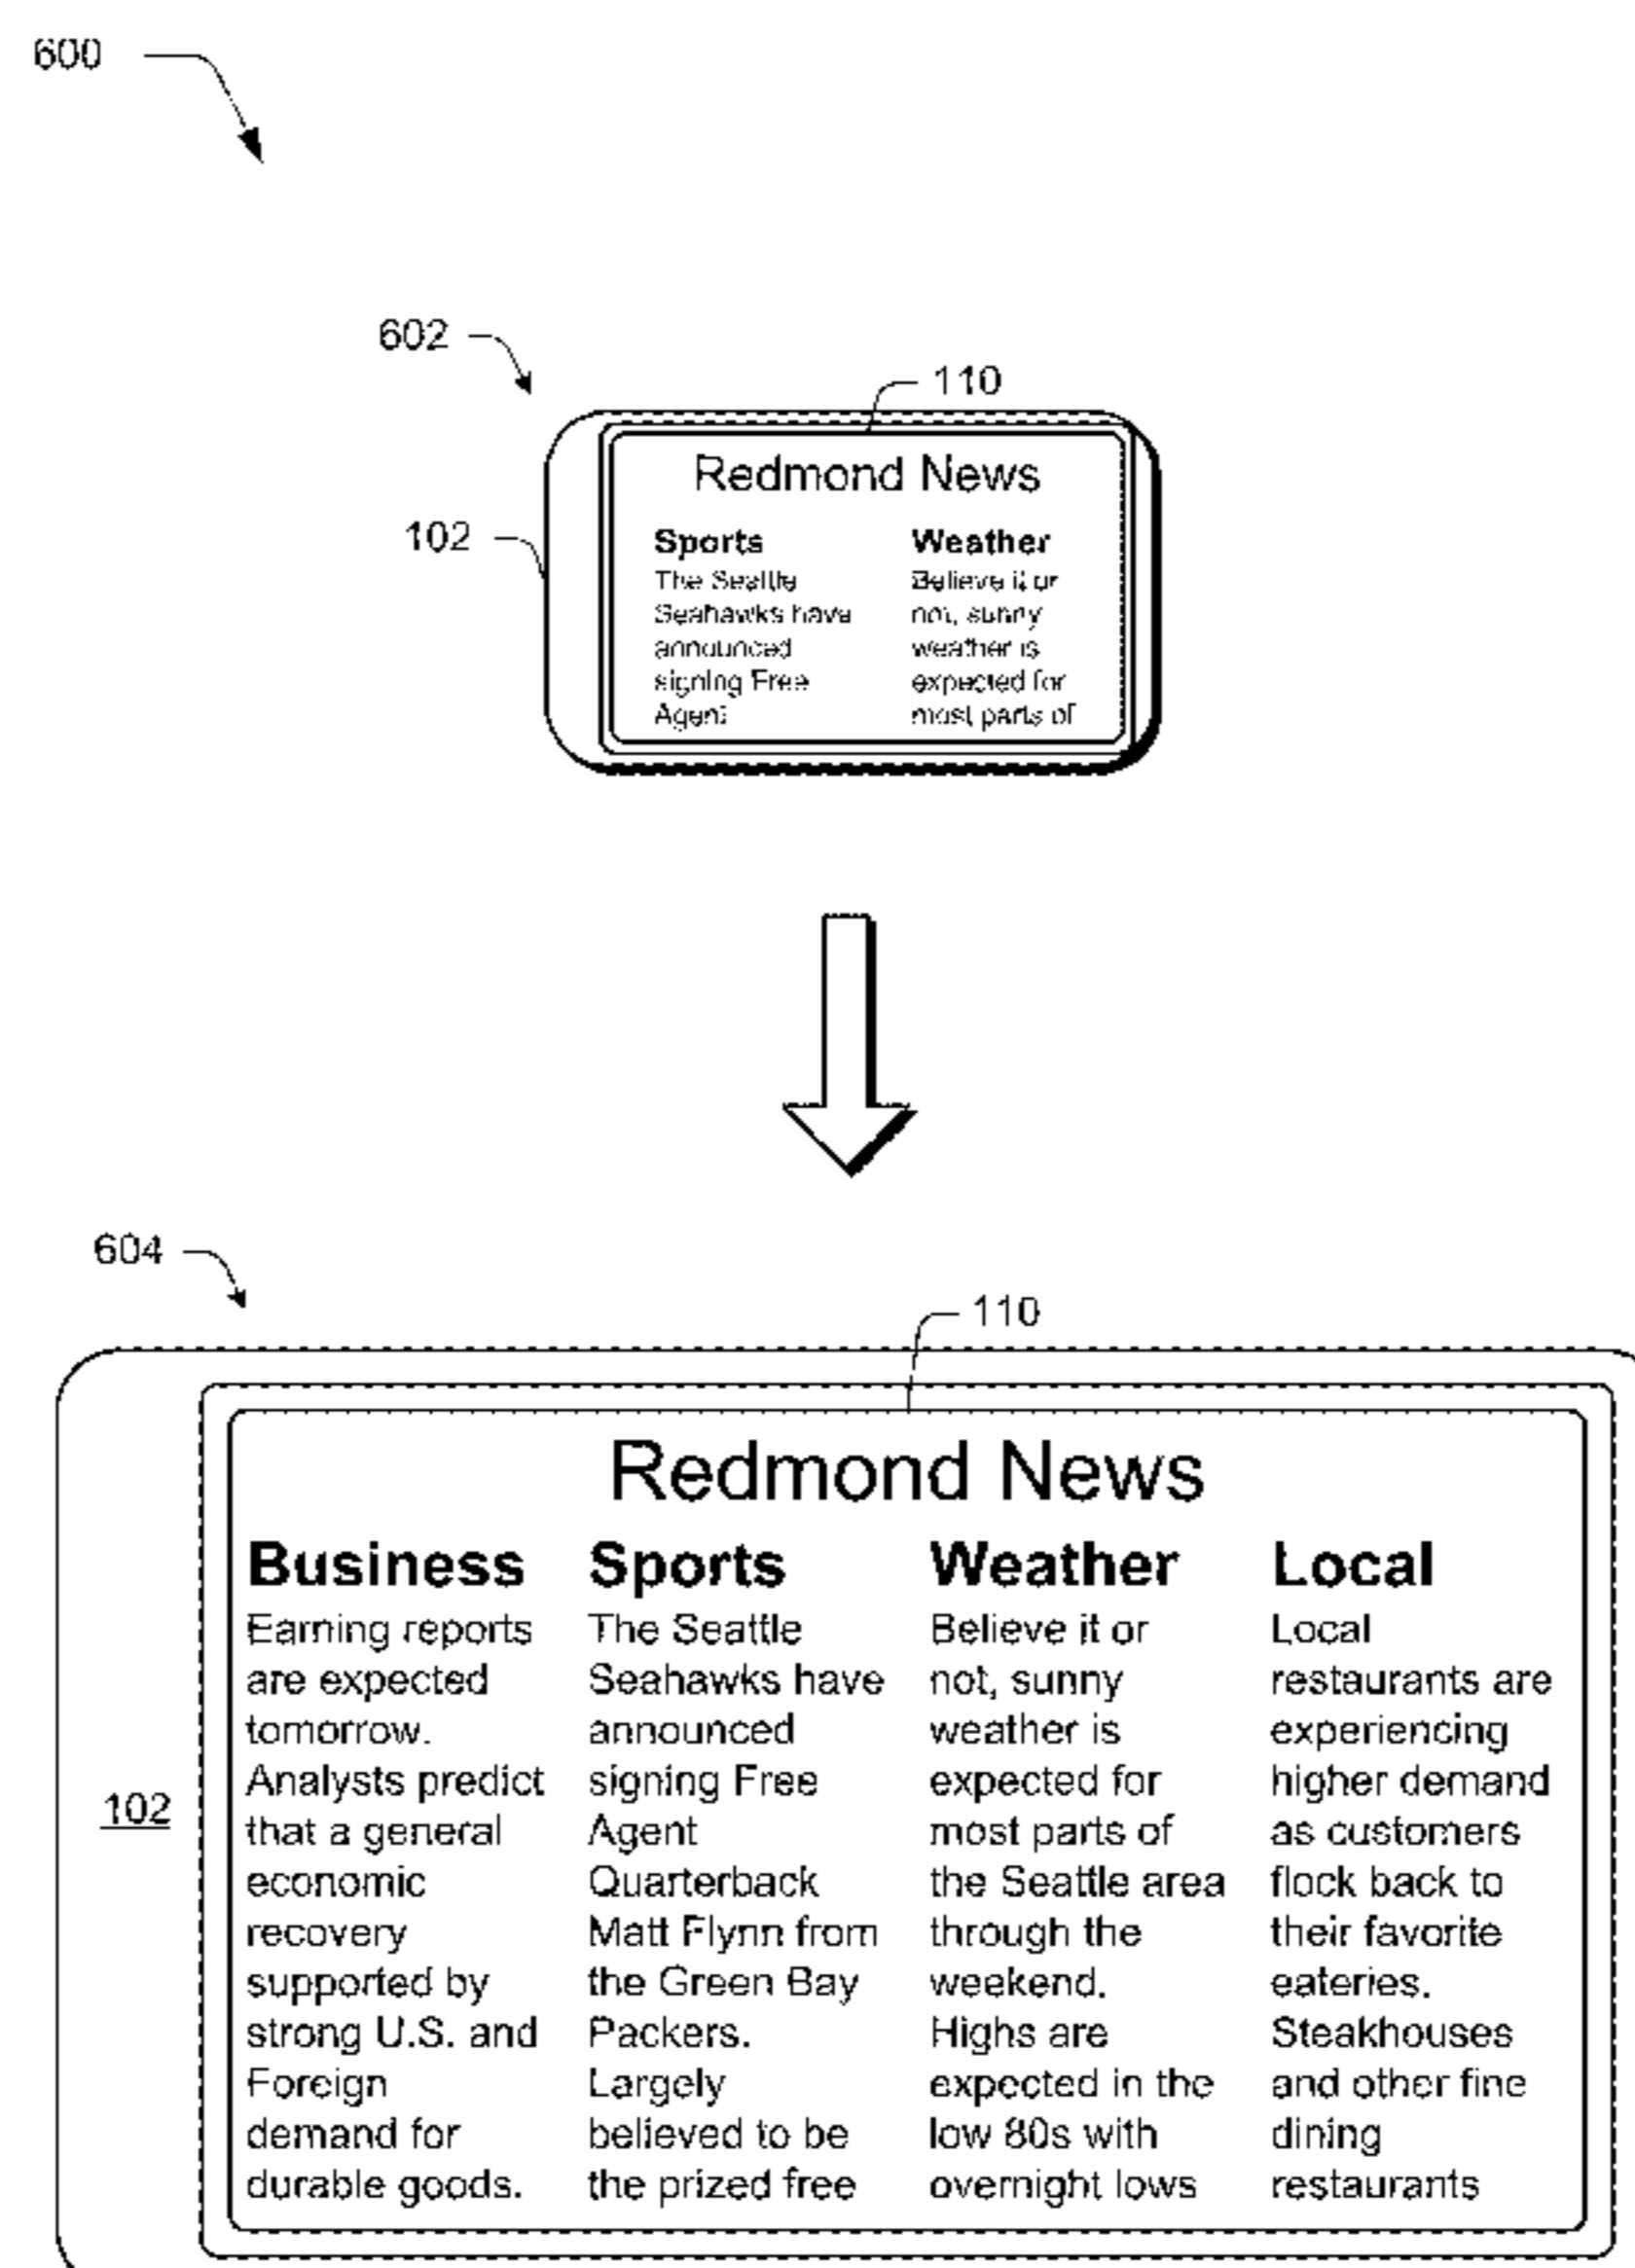 600
602
110
Redmond News
102
Sports
The Seattle
Seahawks have
announced
signing Free
Agent
Weather
Believe it or
not, sunny
weather is
expected for
most parts of
604
110
Redmond News
102
Business
Earning reports
are expected
tomorrow.
Analysts predict
that a general
economic
recovery
supported by
strong U.S. and
Foreign
demand for
durable goods.
Sports
The Seattle
Seahawks have
announced
signing Free
Agent
Quarterback
Matt Flynn from
the Green Bay
Packers.
Largely
believed to be
the prized free
Weather
Believe it or
not, sunny
weather is
expected for
most parts of
the Seattle area
through the
weekend.
Highs are
expected in the
low 80s with
overnight lows
Local
Local
restaurants are
experiencing
higher demand
as customers
flock back to
their favorite
eateries.
Steakhouses
and other fine
dining
restaurants